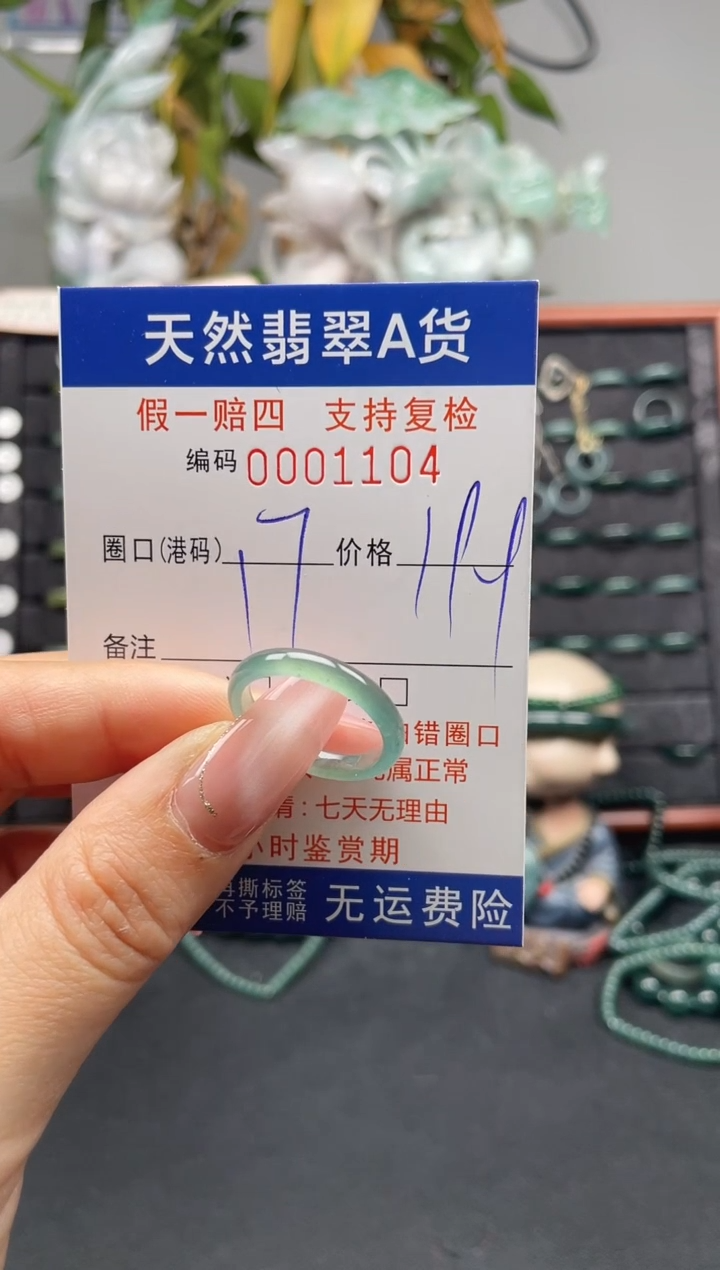 天然翡翠A货
假一赔四 支持复检
编码 0001104
圈口(港码) 17 价格
备注
错圈口
属正常
：七天无理由
小时鉴赏期
撕标签
不予理赔
无运费险